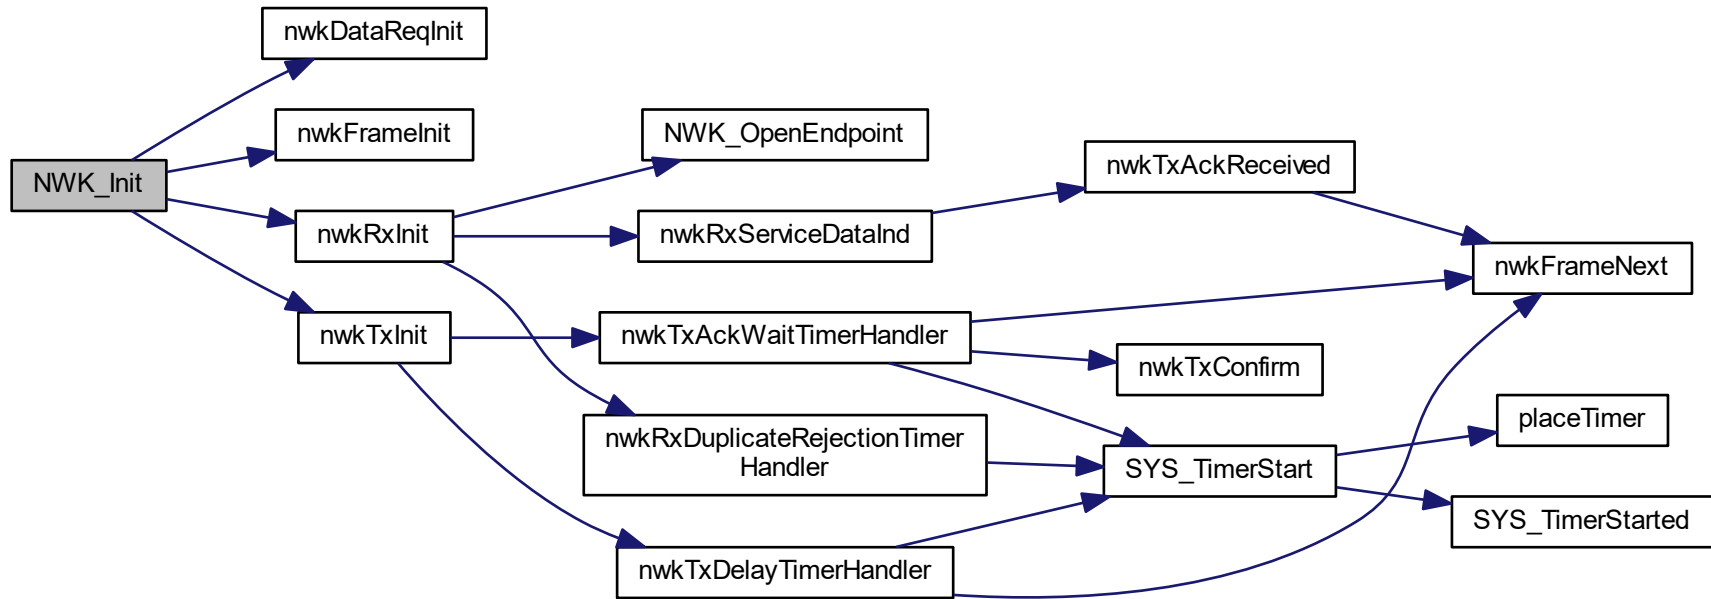 nwkDataReqInit
nwkFrameInit
NWK_OpenEndpoint
NWK_Init
nwkTxAckReceived
nwkRxInit
nwkRxServiceDataInd
nwkFrameNext
nwkTxInit
nwkTxAckWaitTimerHandler
nwkTxConfirm
placeTimer
nwkRxDuplicateRejectionTimer
Handler
SYS_TimerStart
SYS_TimerStarted
nwkTxDelayTimerHandler